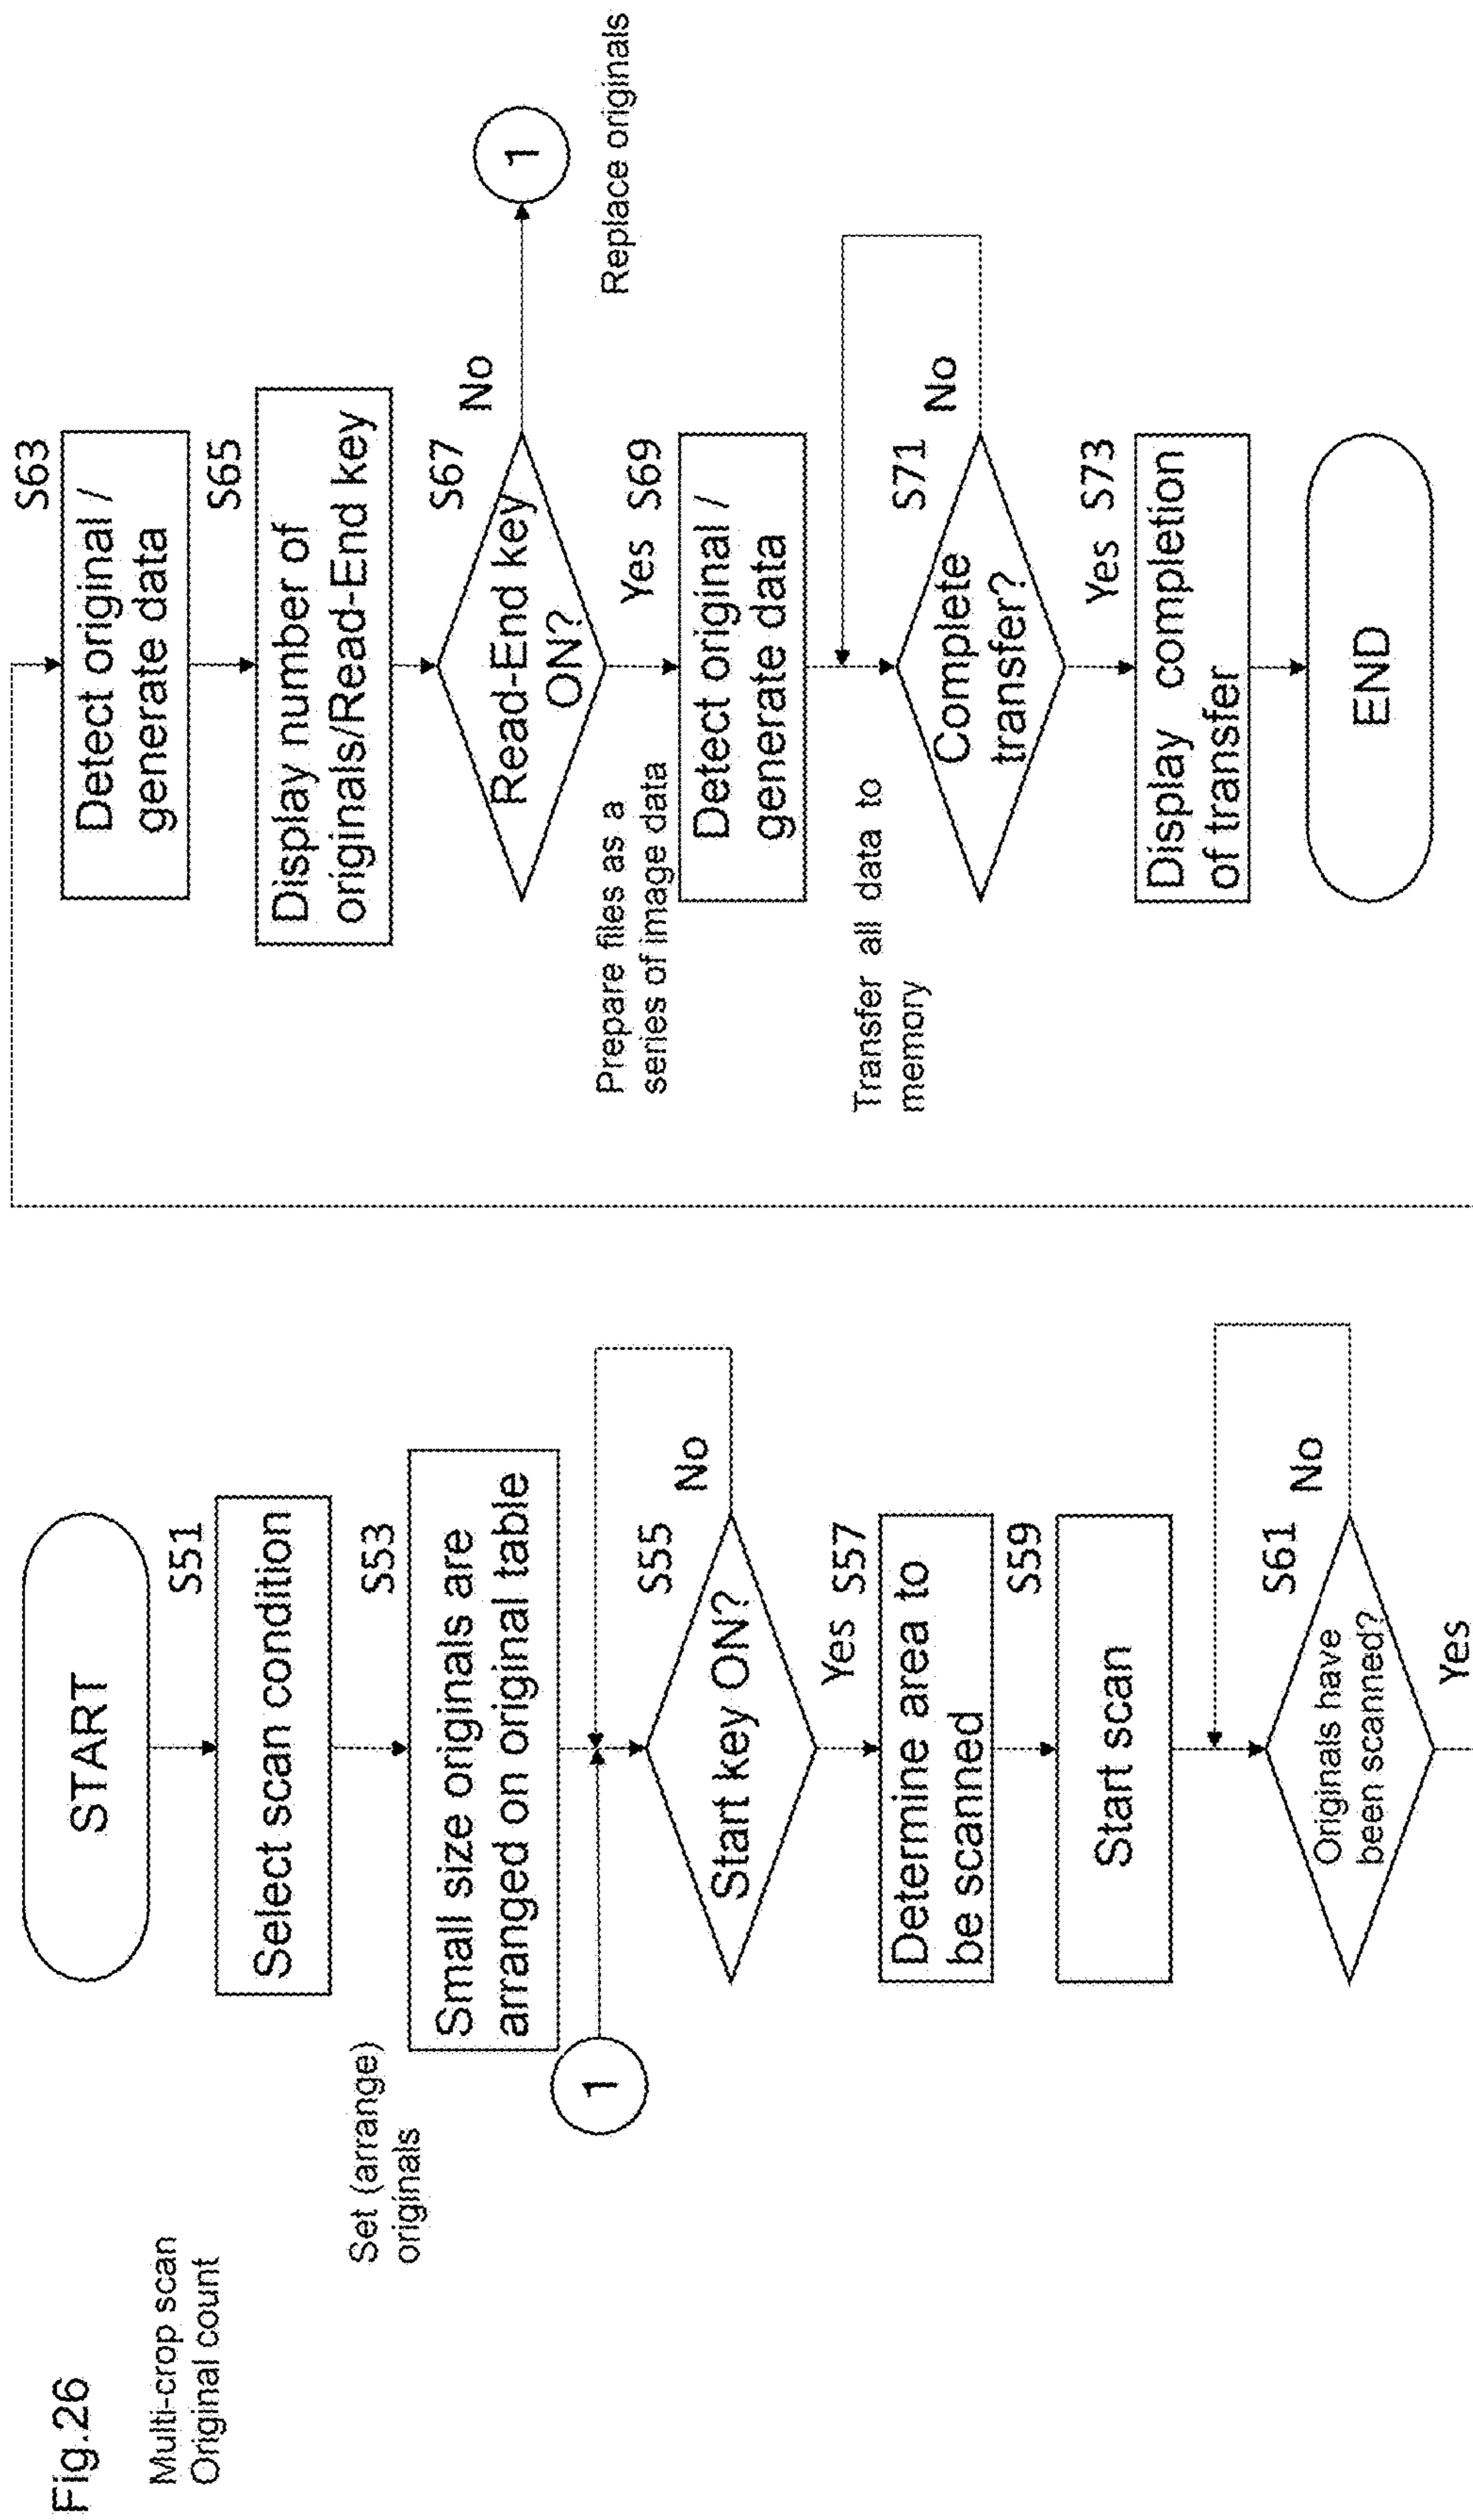 Fig.26
Multi-crop scan
Original count
START
S51
Select scan condition
Set (arrange)
originals
S53
Small size originals are
arranged on original table
1
S55
Start key ON?
No
Yes S57
Determine area to
be scanned
S59
Start scan
S61
Originals have
been scanned?
No
Yes
S63
Detect original /
generate data
S65
Display number of
originals/Read-End key
S67
Read-End key
ON?
No
1
Replace originals
Prepare files as a
series of image data
Yes S69
Detect original /
generate data
Transfer all data to
memory
S71
Complete
transfer?
No
Yes S73
Display completion
of transfer
END